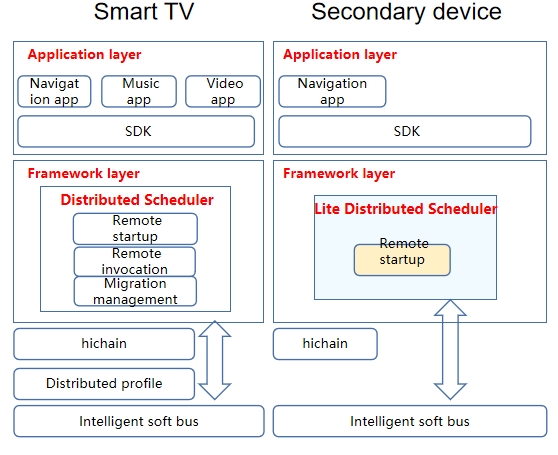 Smart TV
Secondary device
Application layer
Navigat
ion app
Music
app
Video
app
SDK
Application layer
Navigation
app
SDK
Framework layer
Distributed Scheduler
Remote
startup
Remote
invocation
Migration
management
Framework layer
Lite Distributed Scheduler
Remote
startup
hichain
Distributed profile
Intelligent soft bus
hichain
Intelligent soft bus